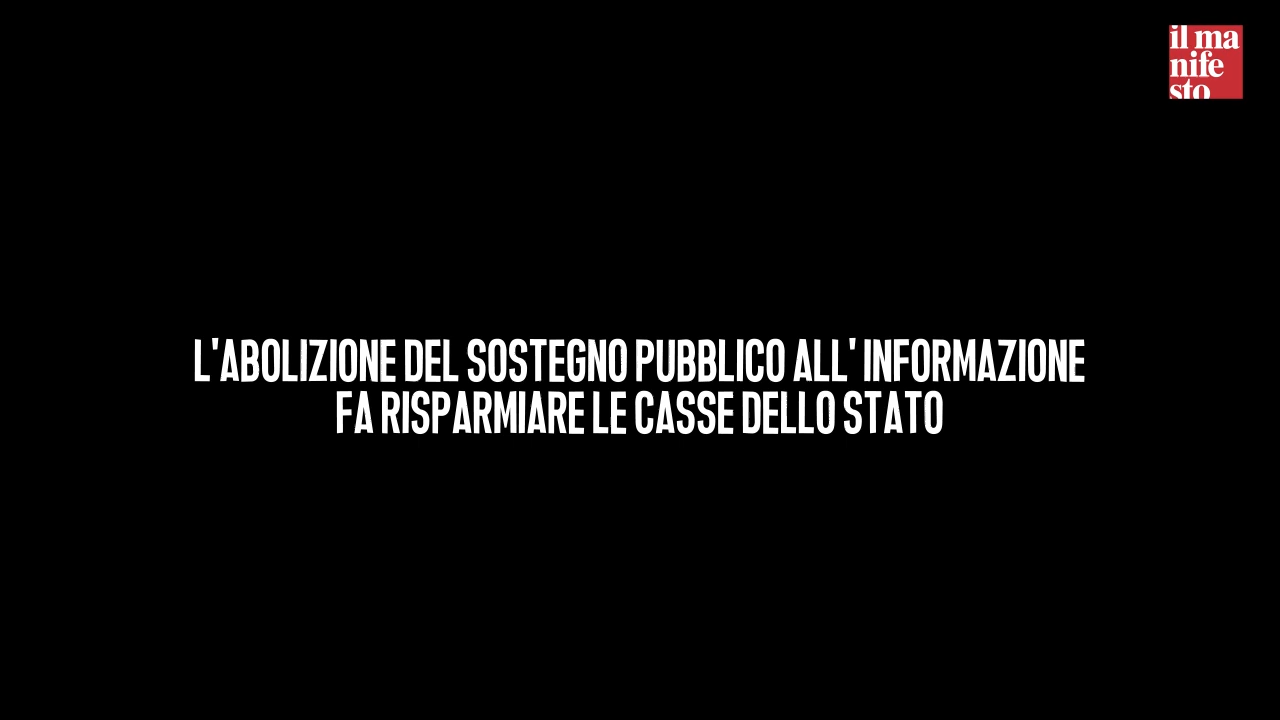 il ma
nife
sto
L'ABOLIZIONE DEL SOSTEGNO PUBBLICO ALL'INFORMAZIONE
FA RISPARMIARE LE CASSE DELLO STATO